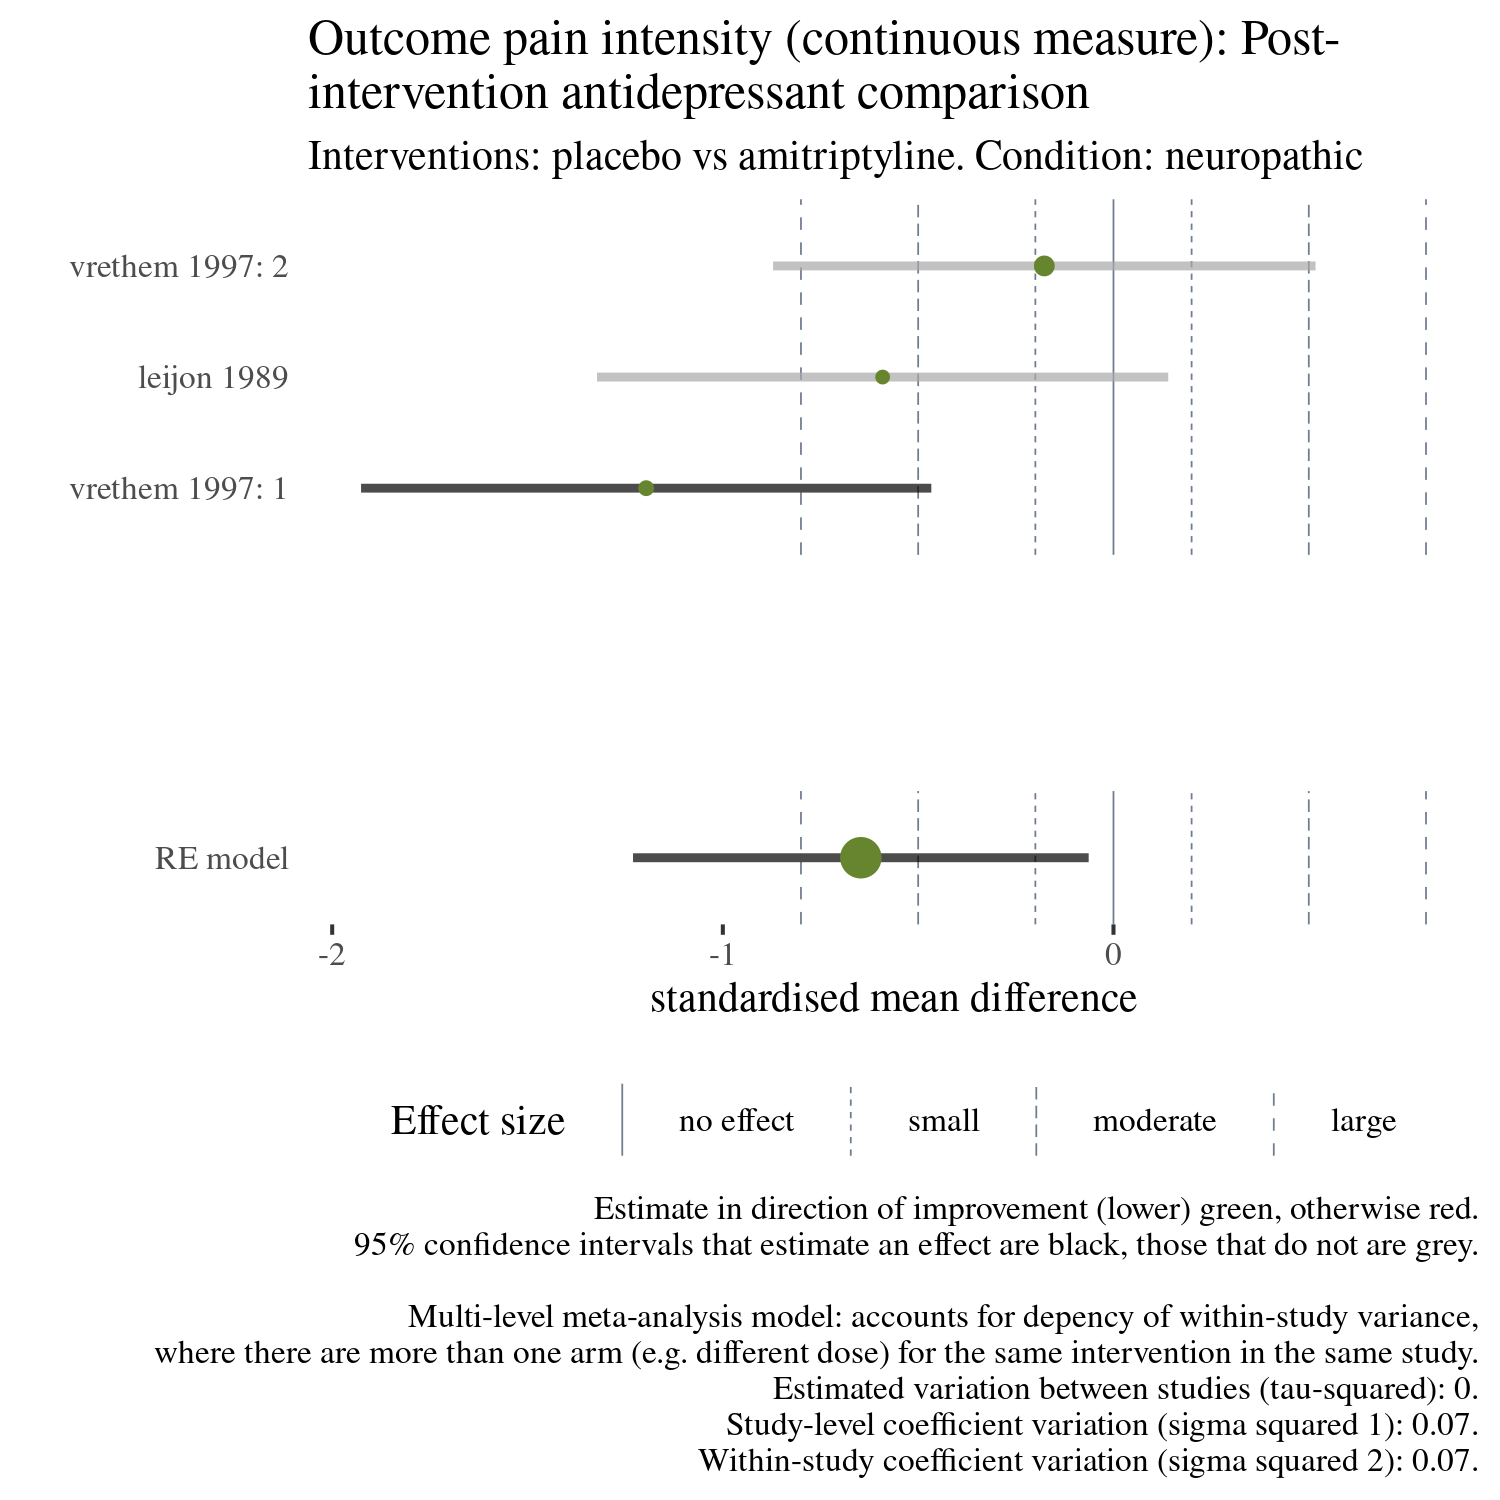 Outcome pain intensity (continuous measure): Post-
intervention antidepressant comparison
Interventions: placebo vs amitriptyline. Condition: neuropathic
vrethem 1997: 2
leijon 1989
vrethem 1997: 1
RE model
-2 -1 0
standardised mean difference
Effect size no effect small moderate large
Estimate in direction of improvement (lower) green, otherwise red.
95% confidence intervals that estimate an effect are black, those that do not are grey.
Multi-level meta-analysis model: accounts for depency of within-study variance,
where there are more than one arm (e.g. different dose) for the same intervention in the same study.
Estimated variation between studies (tau-squared): 0.
Study-level coefficient variation (sigma squared 1): 0.07.
Within-study coefficient variation (sigma squared 2): 0.07.